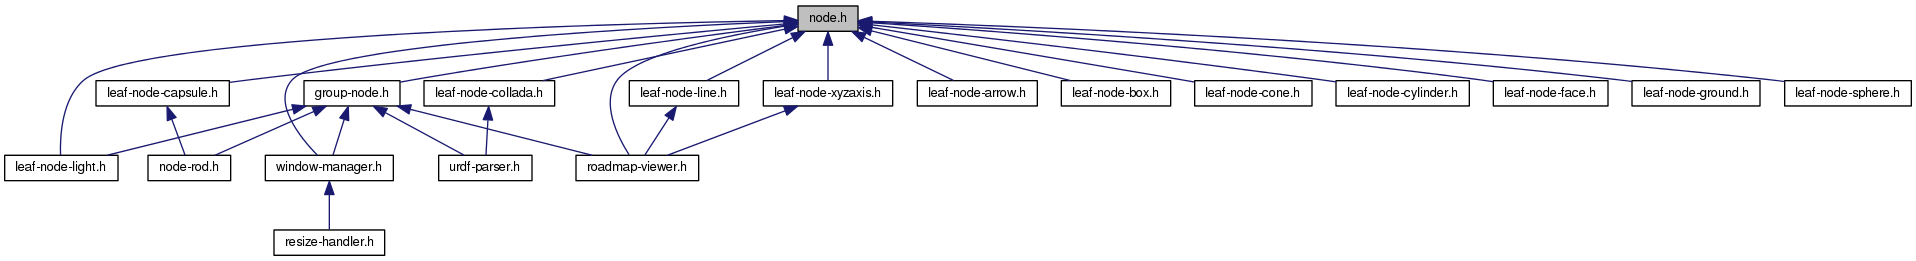 node.h
leaf-node-capsule.h
group-node.h
leaf-node-collada.h
leaf-node-line.h
leaf-node-xyzaxis.h
leaf-node-arrow.h
leaf-node-box.h
leaf-node-cone.h
leaf-node-cylinder.h
leaf-node-face.h
leaf-node-ground.h
leaf-node-sphere.h
leaf-node-light.h
node-rod.h
window-manager.h
urdf-parser.h
roadmap-viewer.h
resize-handler.h